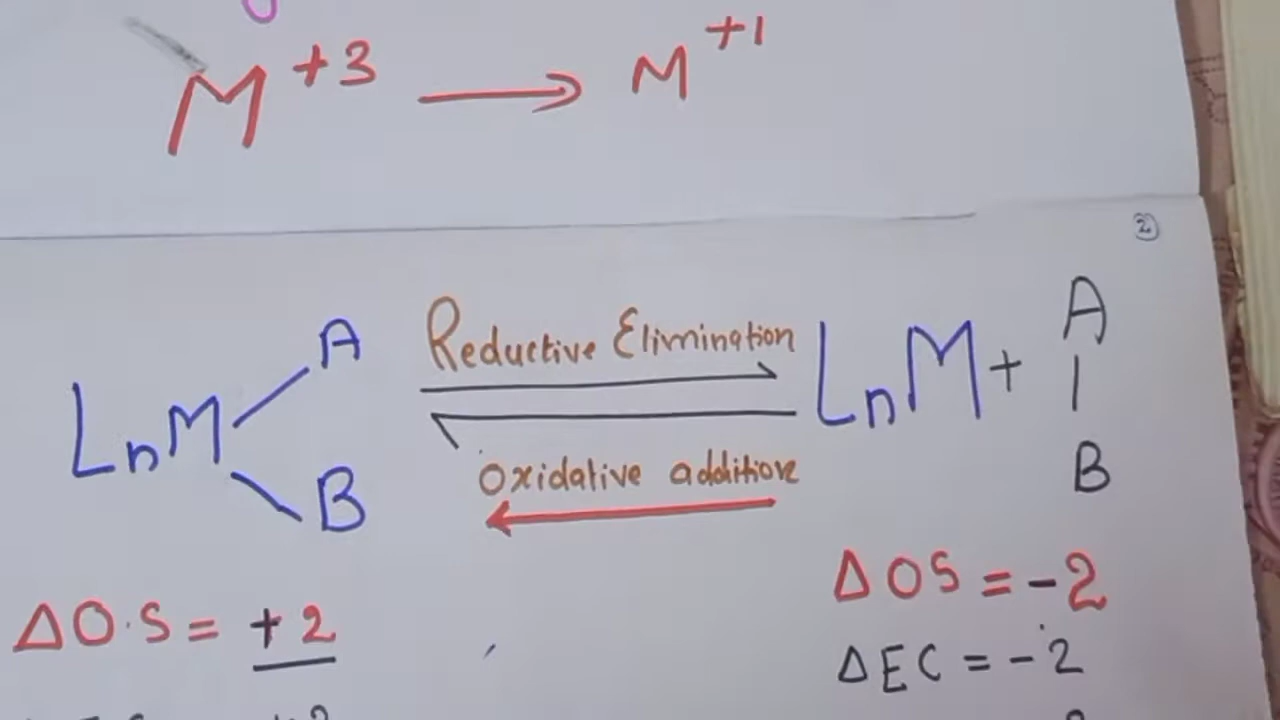 M +3 → M +1
2
LnM A B
Reductive Elimination
oxidative addition
LnM + A | B
ΔO.S = +2
ΔOS = -2
ΔEC = -2